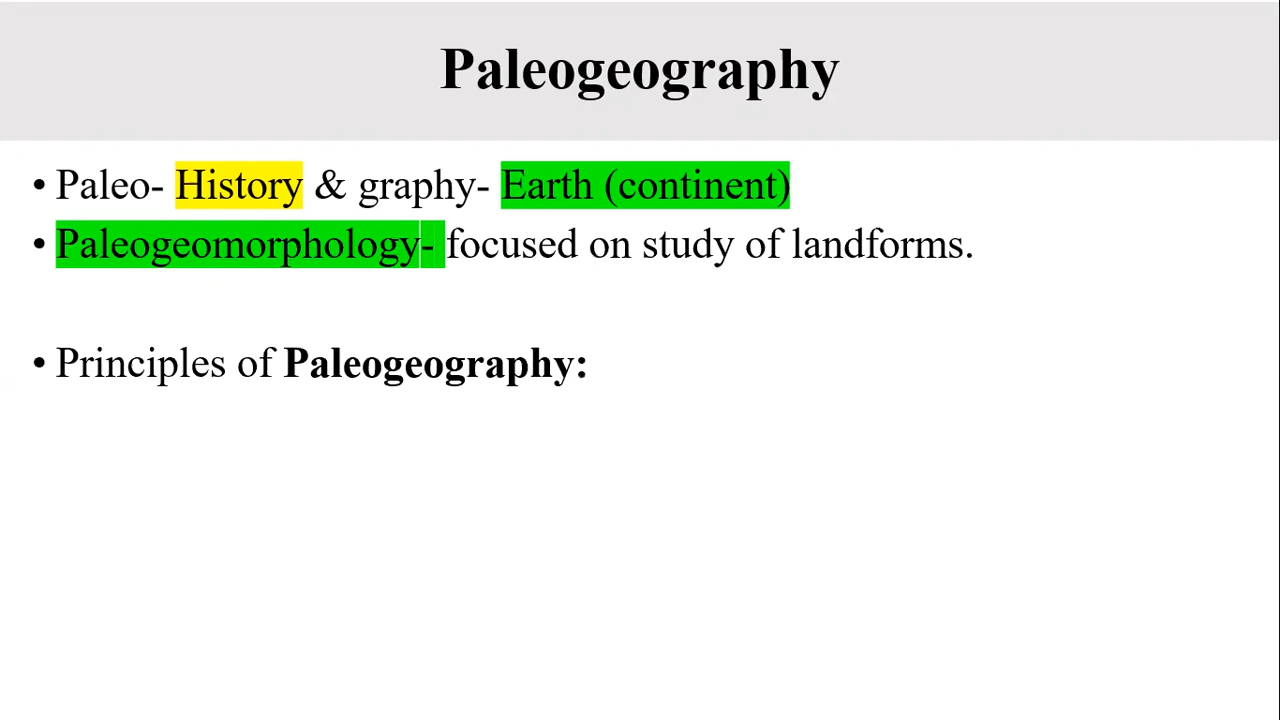 Paleogeography
• Paleo- History & graphy- Earth (continent)
• Paleogeomorphology- focused on study of landforms.
• Principles of Paleogeography: